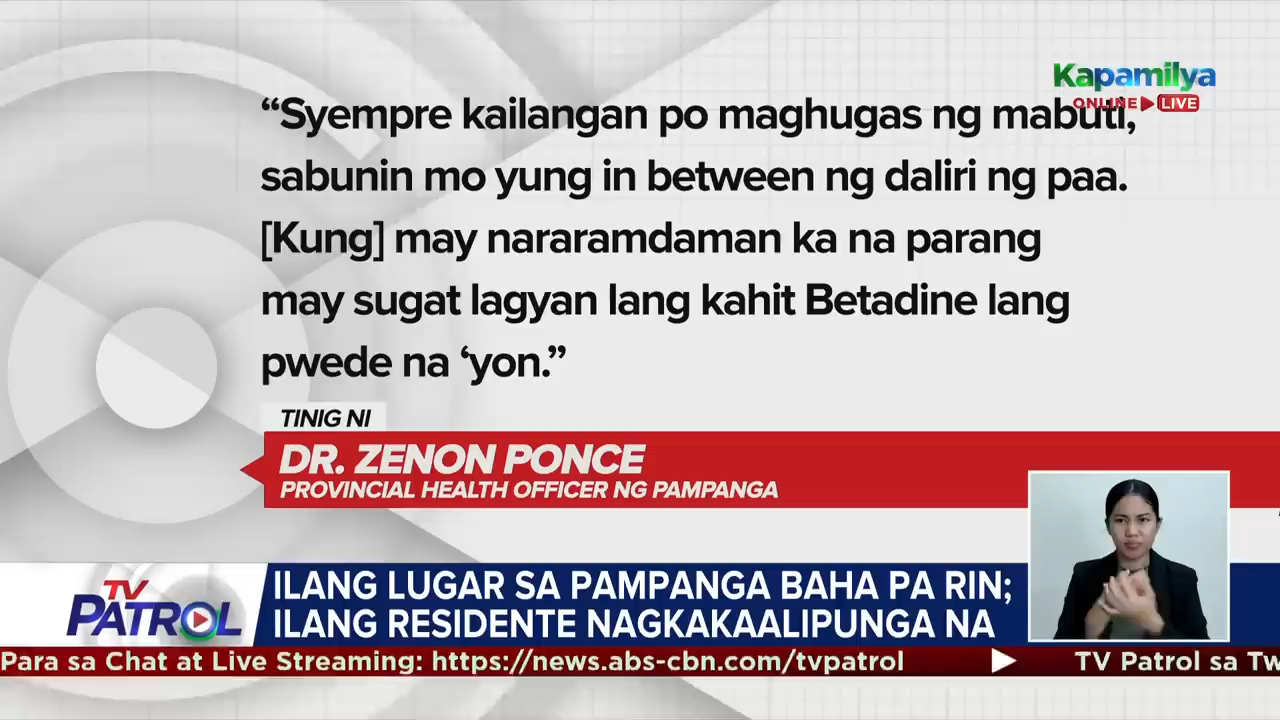 Kapamilya
ONLINE LIVE
“Syempre kailangan po maghugas ng mabuti,
sabunin mo yung in between ng daliri ng paa.
[Kung] may nararamdaman ka na parang
may sugat lagyan lang kahit Betadine lang
pwede na ‘yon.”
TINIG NI
DR. ZENON PONCE
PROVINCIAL HEALTH OFFICER NG PAMPANGA
TV PATROL
ILANG LUGAR SA PAMPANGA BAHA PA RIN;
ILANG RESIDENTE NAGKAKAALIPUNGA NA
Para sa Chat at Live Streaming: https://news.abs-cbn.com/tvpatrol TV Patrol sa Tw